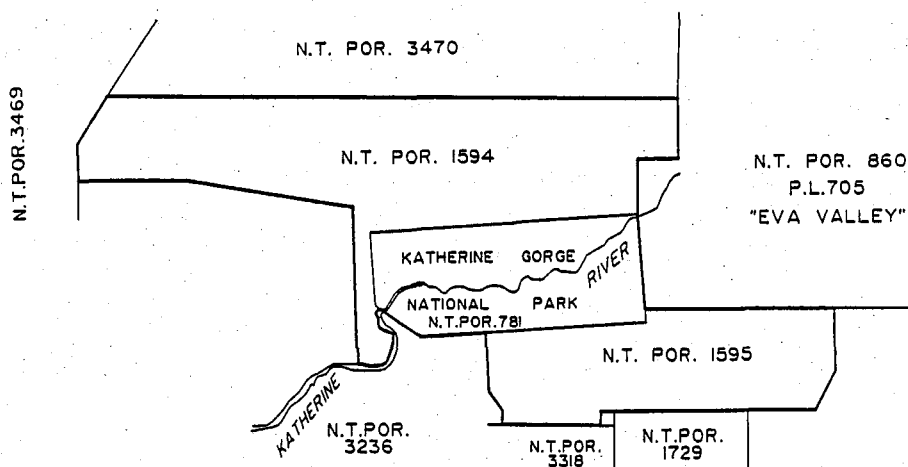 N.T. POR. 3470
N.T.POR.3469
N.T. POR. 1594
N.T. POR. 860
P.L.705
"EVA VALLEY"
KATHERINE GORGE
RIVER
NATIONAL PARK
N.T.POR.781
N.T. POR. 1595
KATHERINE
N.T.POR.
3236
N.T.POR.
3318
N.T.POR.
1729